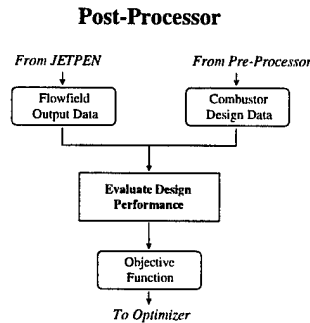 Post-Processor
From JETPEN
From Pre-Processor
Flowfield
Output Data
Combustor
Design Data
Evaluate Design
Performance
Objective
Function
To Optimizer